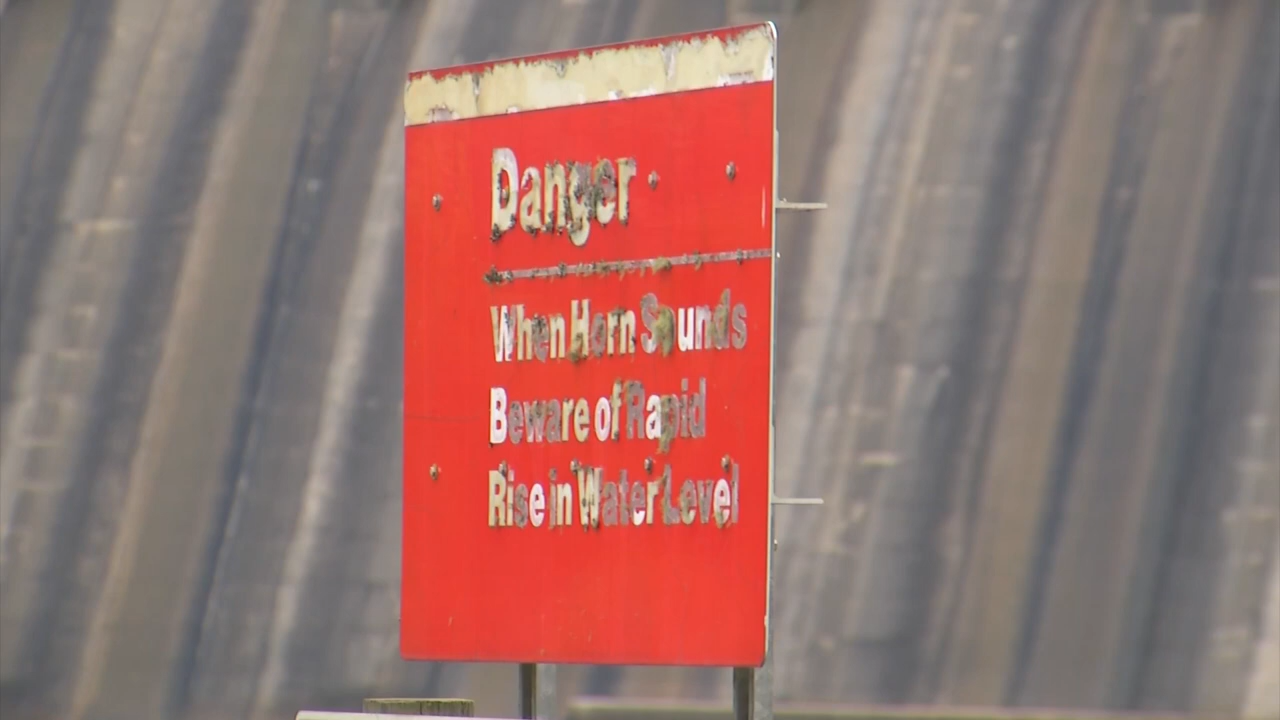 Danger
When Horn Sounds
Beware of Rapid
Rise in Water Level